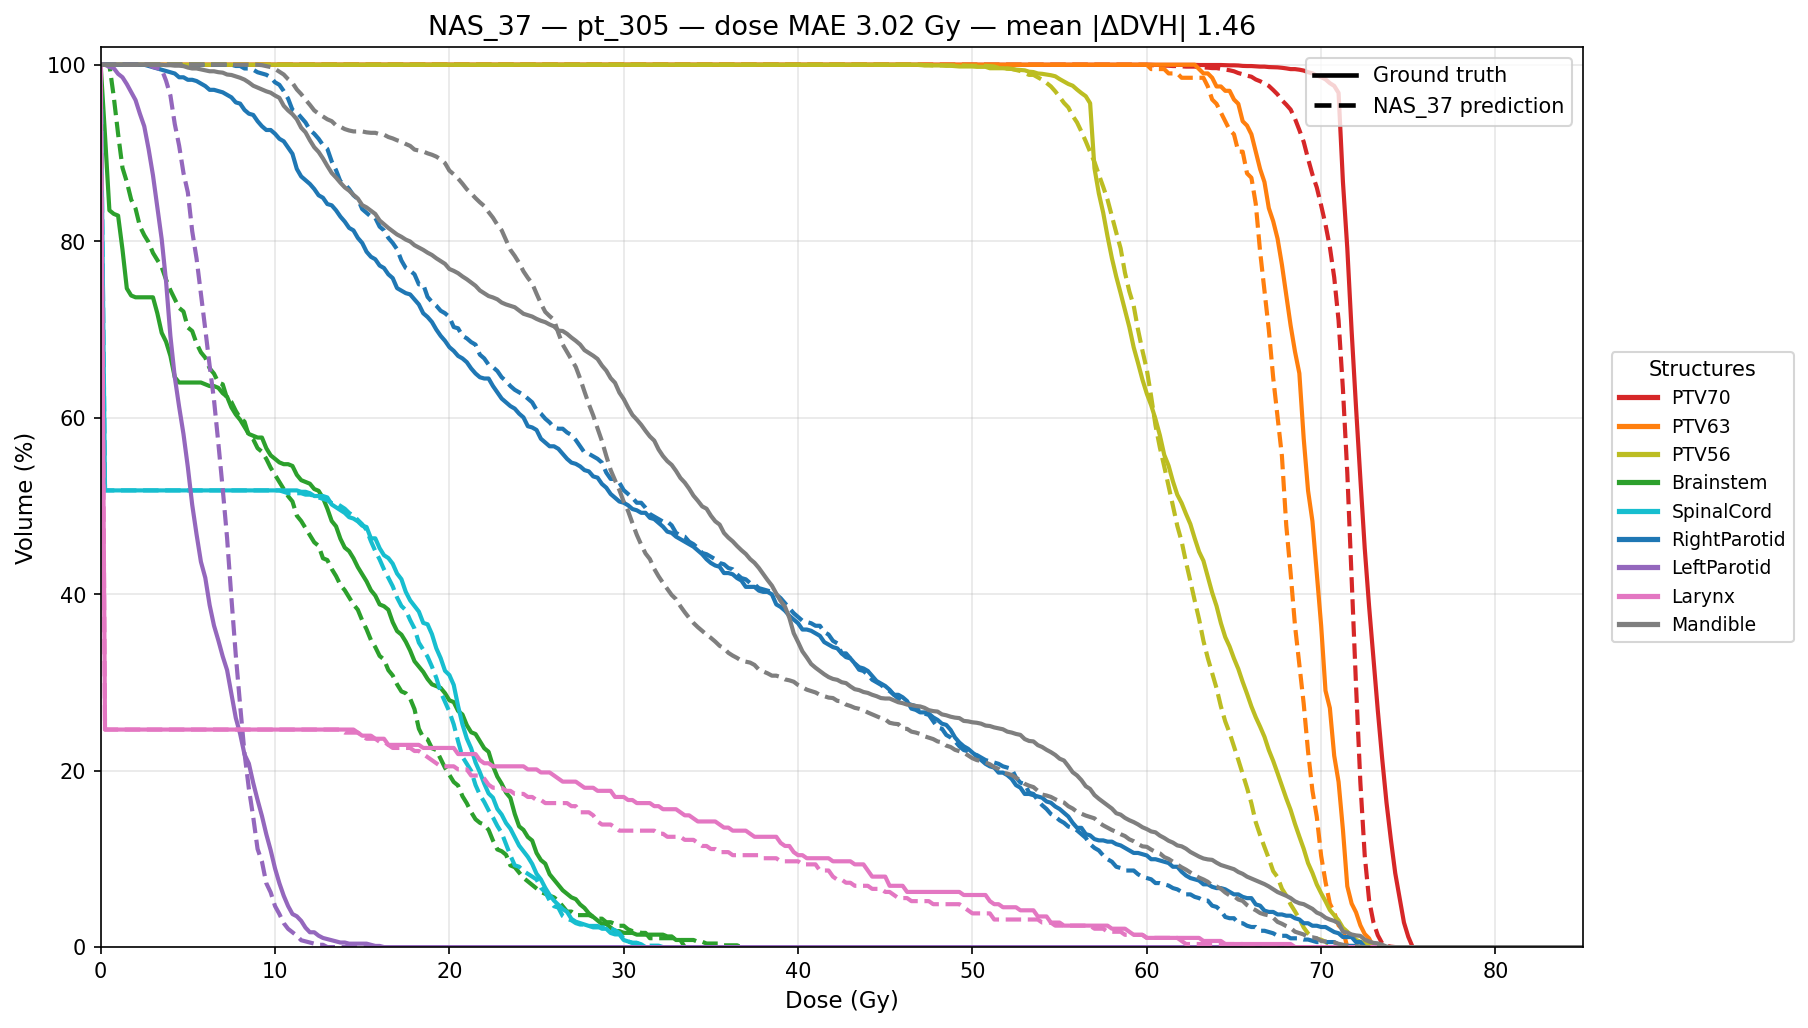 NAS_37 — pt_305 — dose MAE 3.02 Gy — mean |ΔDVH| 1.46
Ground truth
NAS_37 prediction
Volume (%)
100
80
60
40
20
0
0 10 20 30 40 50 60 70 80
Dose (Gy)
Structures
PTV70
PTV63
PTV56
Brainstem
SpinalCord
RightParotid
LeftParotid
Larynx
Mandible